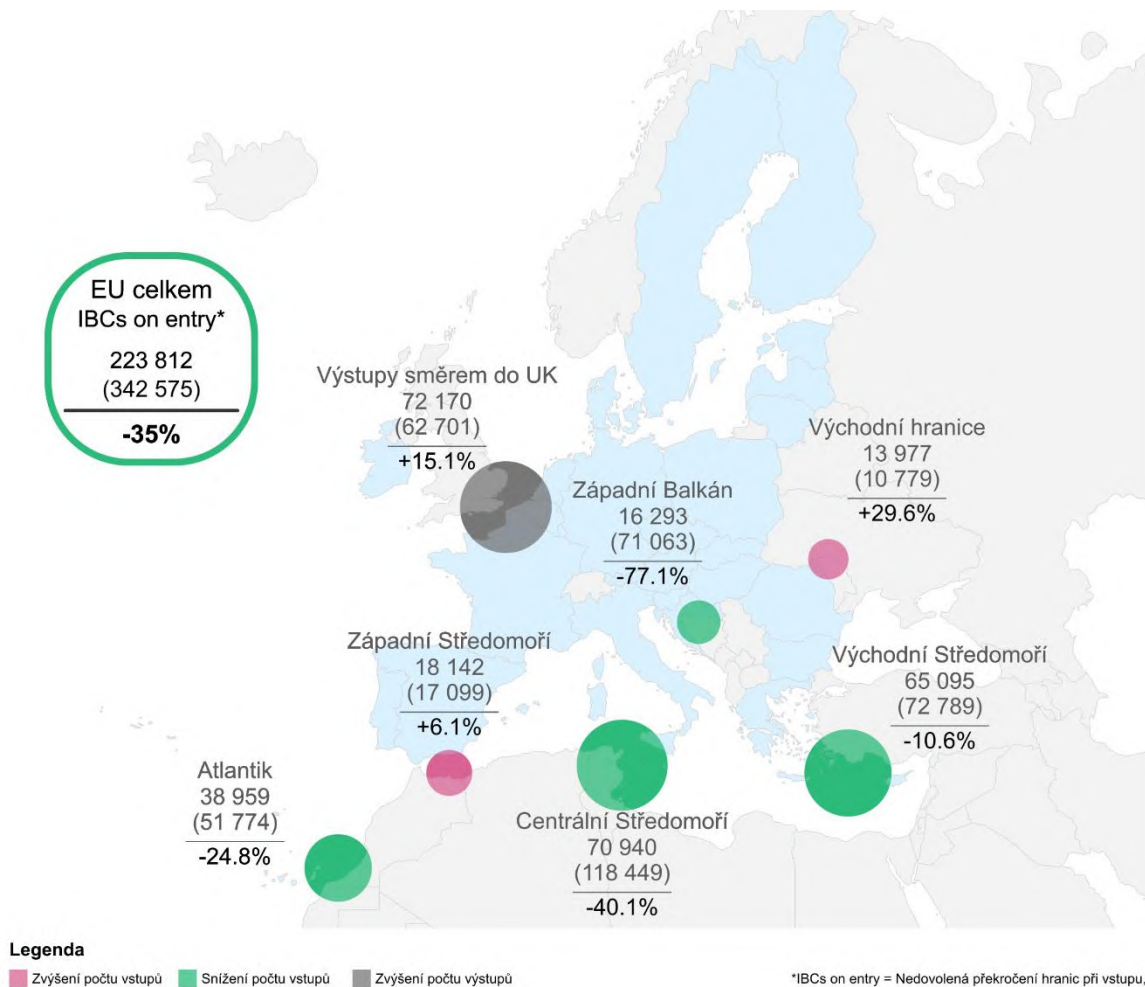 EU celkem
IBCs on entry*
223 812
(342 575)
-35%
Výstupy směrem do UK
72 170
(62 701)
+15.1%
Východní hranice
13 977
(10 779)
+29.6%
Západní Balkán
16 293
(71 063)
-77.1%
Západní Středomoří
18 142
(17 099)
+6.1%
Východní Středomoří
65 095
(72 789)
-10.6%
Atlantik
38 959
(51 774)
-24.8%
Centrální Středomoří
70 940
(118 449)
-40.1%
Legenda
Zvýšení počtu vstupů
Snížení počtu vstupů
Zvýšení počtu výstupů
*IBCs on entry = Nedovolená překročení hranic při vstupu,